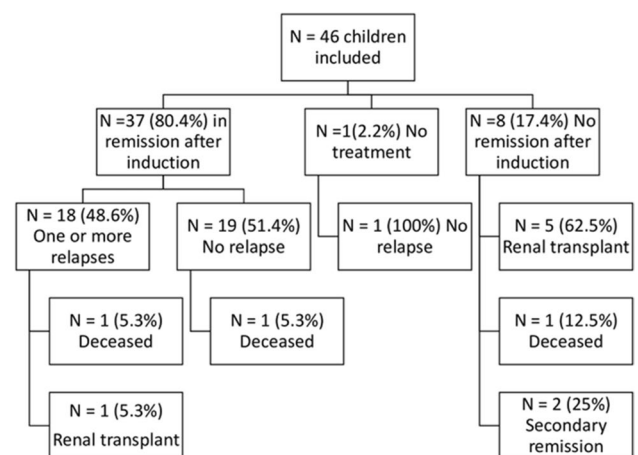 N = 46 children
included
N =37 (80.4%) in
remission after
induction
N =1(2.2%) No
treatment
N =8 (17.4%) No
remission after
induction
N = 18 (48.6%)
One or more
relapses
N = 19 (51.4%)
No relapse
N = 1 (100%) No
relapse
N = 5 (62.5%)
Renal transplant
N = 1 (5.3%)
Deceased
N = 1 (5.3%)
Deceased
N = 1 (12.5%)
Deceased
N = 1 (5.3%)
Renal transplant
N = 2 (25%)
Secondary
remission